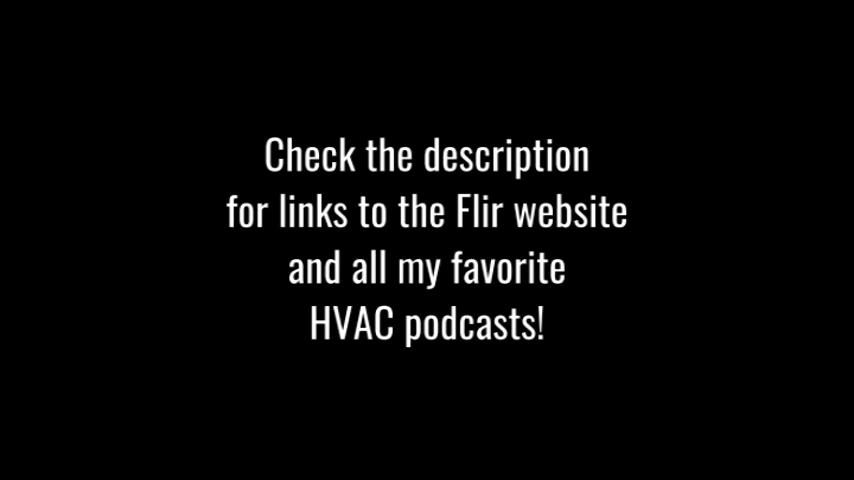 Check the description
for links to the Flir website
and all my favorite
HVAC podcasts!